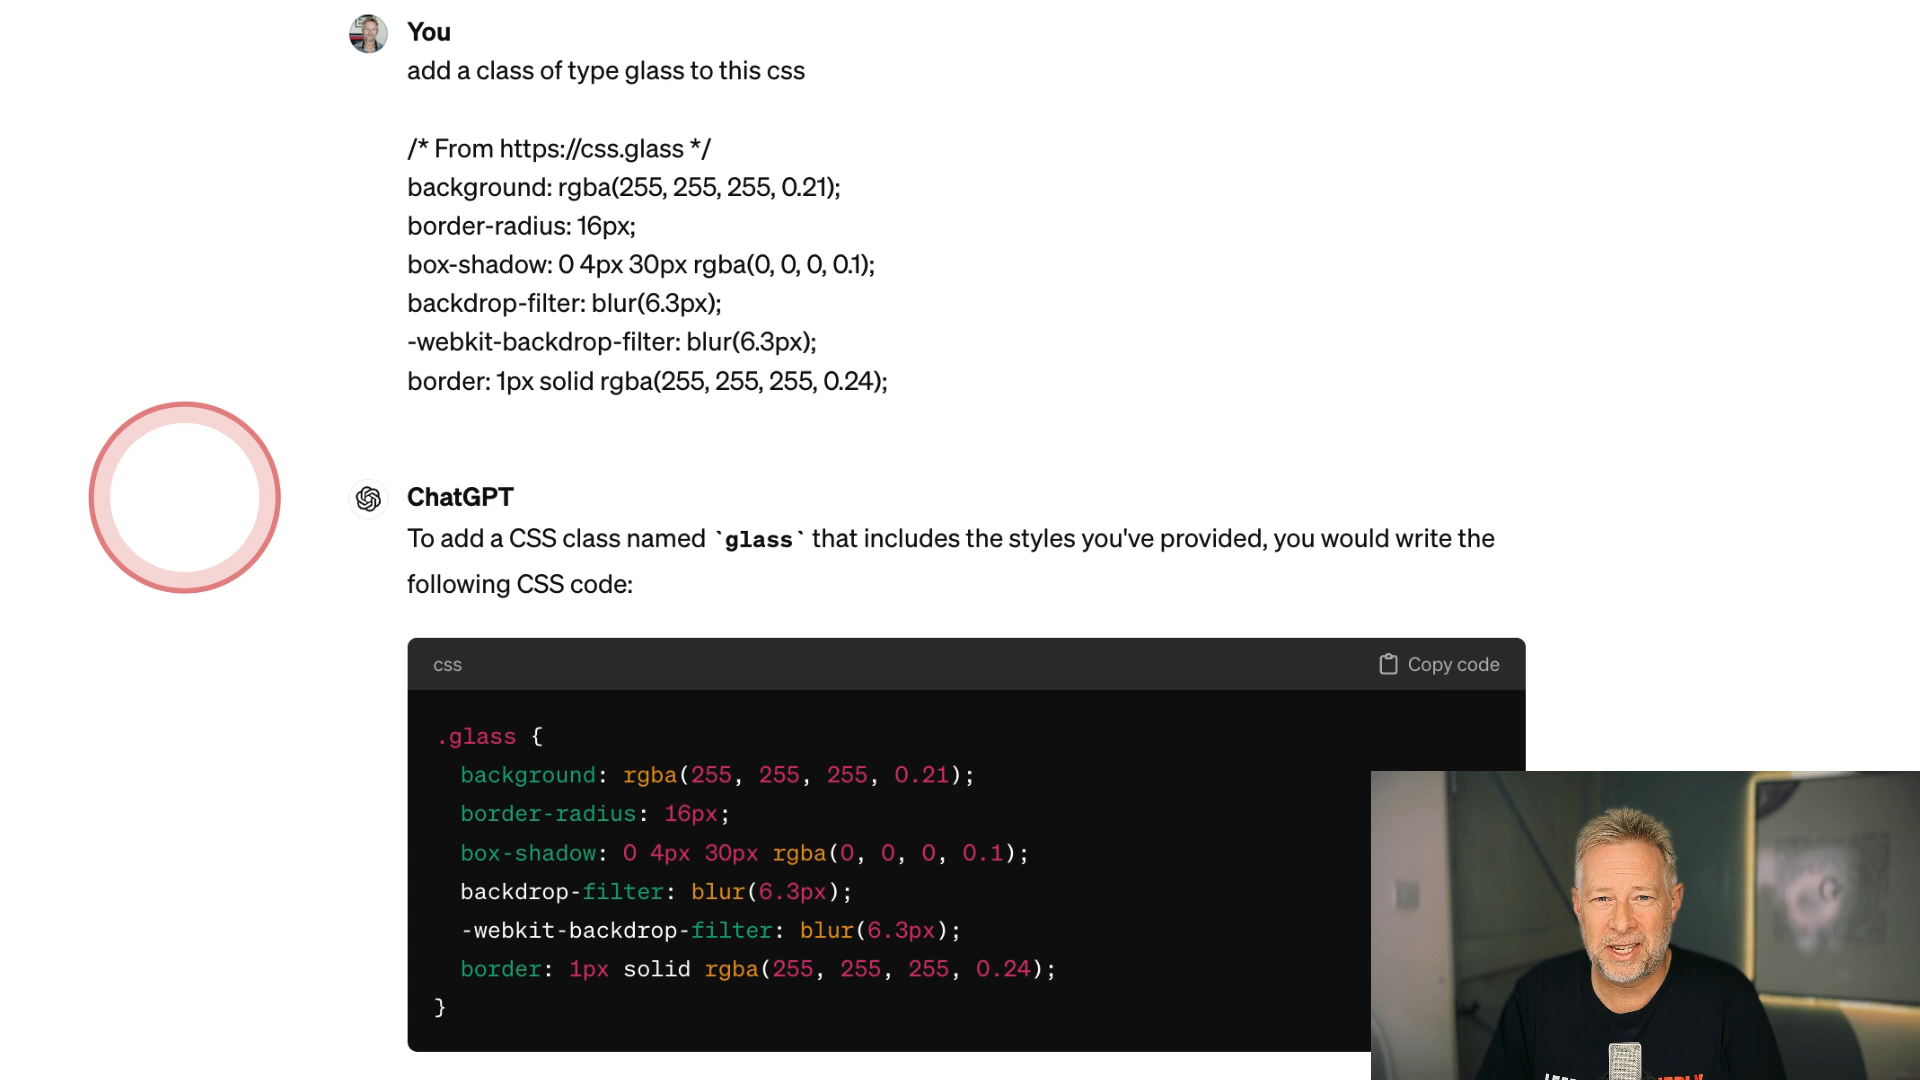 You
add a class of type glass to this css
/* From https://css.glass */
background: rgba(255, 255, 255, 0.21);
border-radius: 16px;
box-shadow: 0 4px 30px rgba(0, 0, 0, 0.1);
backdrop-filter: blur(6.3px);
-webkit-backdrop-filter: blur(6.3px);
border: 1px solid rgba(255, 255, 255, 0.24);
ChatGPT
To add a CSS class named `glass` that includes the styles you've provided, you would write the
following CSS code:
css
Copy code
.glass {
background: rgba(255, 255, 255, 0.21);
border-radius: 16px;
box-shadow: 0 4px 30px rgba(0, 0, 0, 0.1);
backdrop-filter: blur(6.3px);
-webkit-backdrop-filter: blur(6.3px);
border: 1px solid rgba(255, 255, 255, 0.24);
}